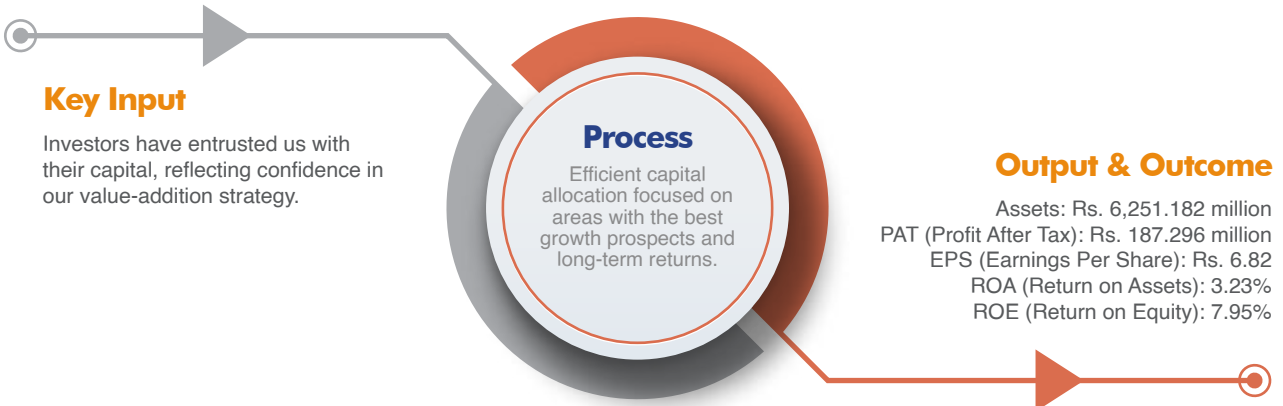 Key Input
Investors have entrusted us with
their capital, reflecting confidence in
our value-addition strategy.
Process
Efficient capital
allocation focused on
areas with the best
growth prospects and
long-term returns.
Output & Outcome
Assets: Rs. 6,251.182 million
PAT (Profit After Tax): Rs. 187.296 million
EPS (Earnings Per Share): Rs. 6.82
ROA (Return on Assets): 3.23%
ROE (Return on Equity): 7.95%